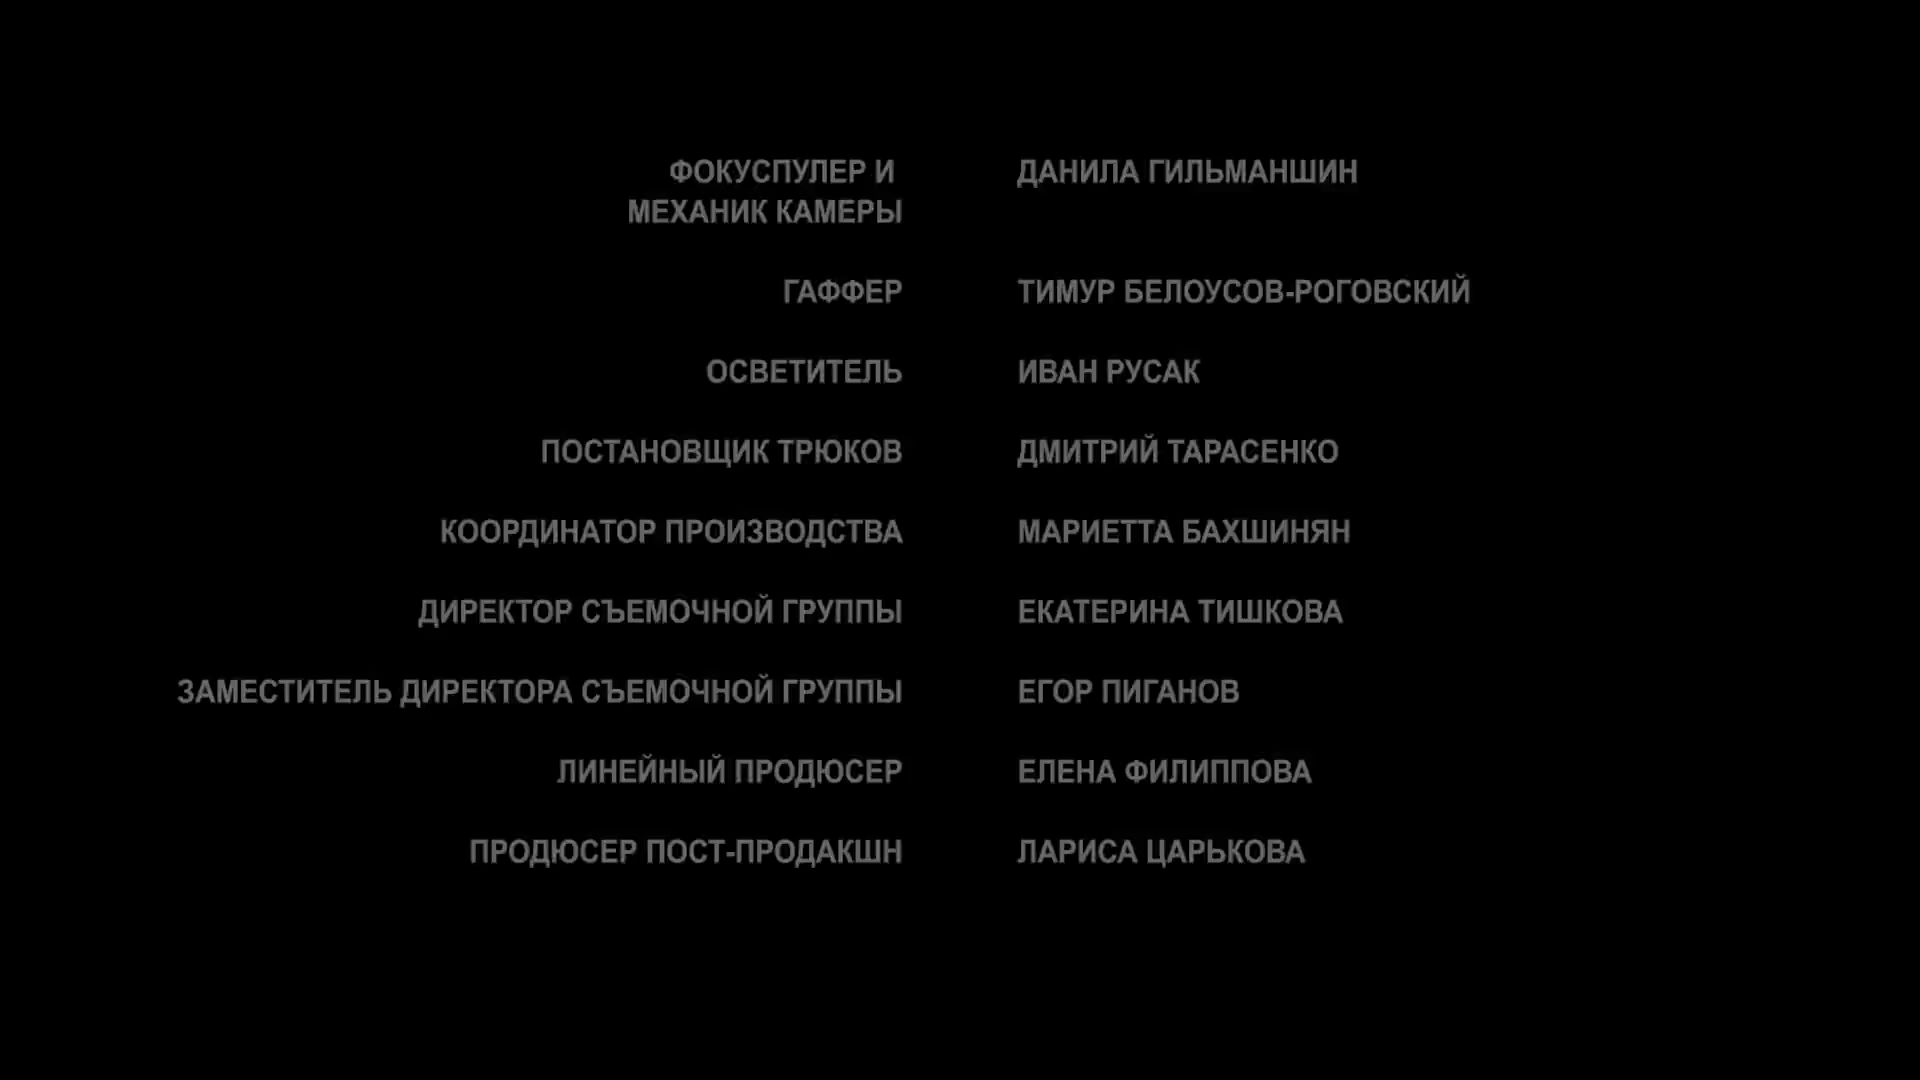 ФОКУСПУЛЕР И ДАНИЛА ГИЛЬМАНШИН
МЕХАНИК КАМЕРЫ
ГАФФЕР ТИМУР БЕЛОУСОВ-РОГОВСКИЙ
ОСВЕТИТЕЛЬ ИВАН РУСАК
ПОСТАНОВЩИК ТРЮКОВ ДМИТРИЙ ТАРАСЕНКО
КООРДИНАТОР ПРОИЗВОДСТВА МАРИЕТТА БАХШИНЯН
ДИРЕКТОР СЪЕМОЧНОЙ ГРУППЫ ЕКАТЕРИНА ТИШКОВА
ЗАМЕСТИТЕЛЬ ДИРЕКТОРА СЪЕМОЧНОЙ ГРУППЫ ЕГОР ПИГАНОВ
ЛИНЕЙНЫЙ ПРОДЮСЕР ЕЛЕНА ФИЛИППОВА
ПРОДЮСЕР ПОСТ-ПРОДАКШН ЛАРИСА ЦАРЬКОВА